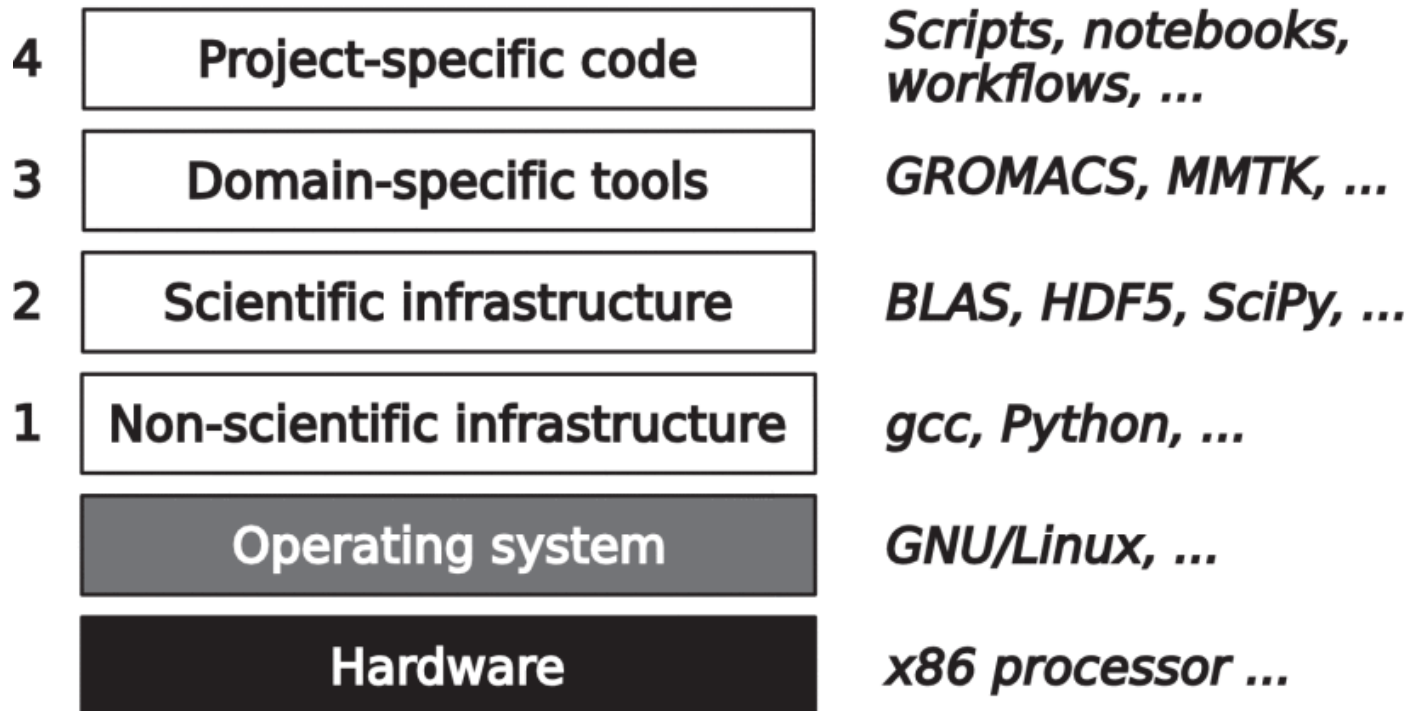 4 Project-specific code Scripts, notebooks,
workflows, ...
3 Domain-specific tools GROMACS, MMTK, ...
2 Scientific infrastructure BLAS, HDF5, SciPy, ...
1 Non-scientific infrastructure gcc, Python, ...
Operating system GNU/Linux, ...
Hardware x86 processor ...